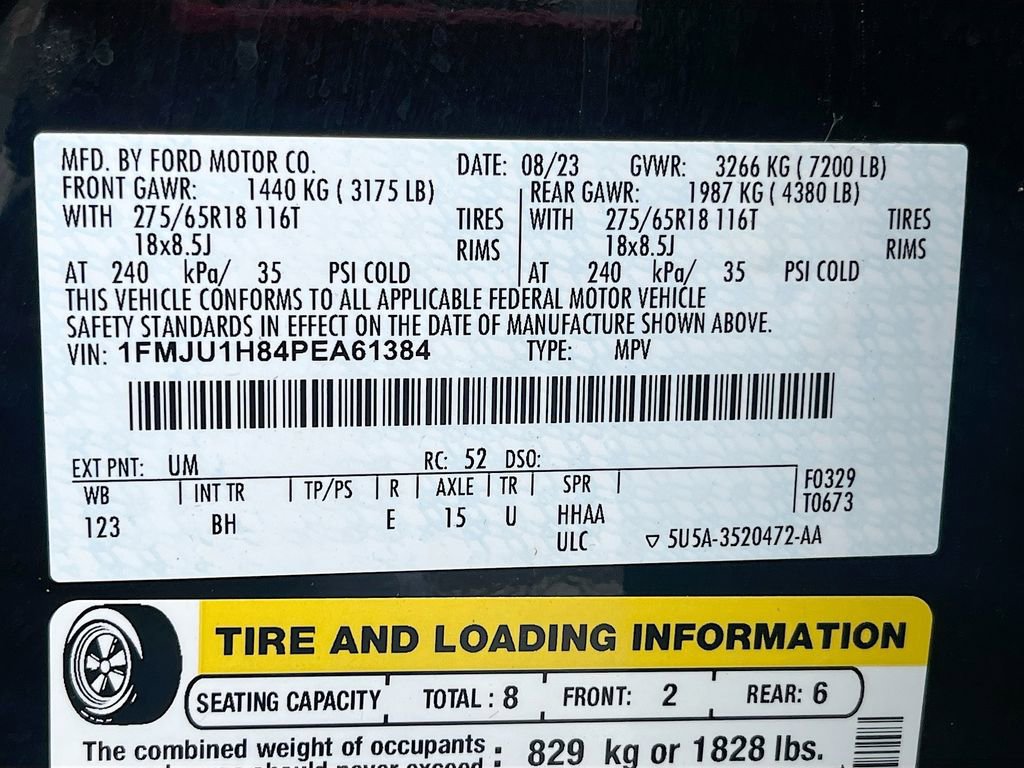 MFD. BY FORD MOTOR CO. DATE: 08/23 GVWR: 3266 KG ( 7200 LB)
FRONT GAWR: 1440 KG ( 3175 LB) REAR GAWR: 1987 KG ( 4380 LB)
WITH 275/65R18 116T TIRES WITH 275/65R18 116T TIRES
18x8.5J RIMS 18x8.5J RIMS
AT 240 kPa/ 35 PSI COLD AT 240 kPa/ 35 PSI COLD
THIS VEHICLE CONFORMS TO ALL APPLICABLE FEDERAL MOTOR VEHICLE
SAFETY STANDARDS IN EFFECT ON THE DATE OF MANUFACTURE SHOWN ABOVE.
VIN: 1FMJU1H84PEA61384 TYPE: MPV
EXT PNT: UM RC: 52 DSO:
WB INT TR TP/PS R AXLE TR SPR F0329
123 BH E 15 U HHAA T0673
ULC ▽ 5U5A-3520472-AA
TIRE AND LOADING INFORMATION
SEATING CAPACITY TOTAL : 8 FRONT: 2 REAR: 6
The combined weight of occupants : 829 kg or 1828 lbs.
should never exceed